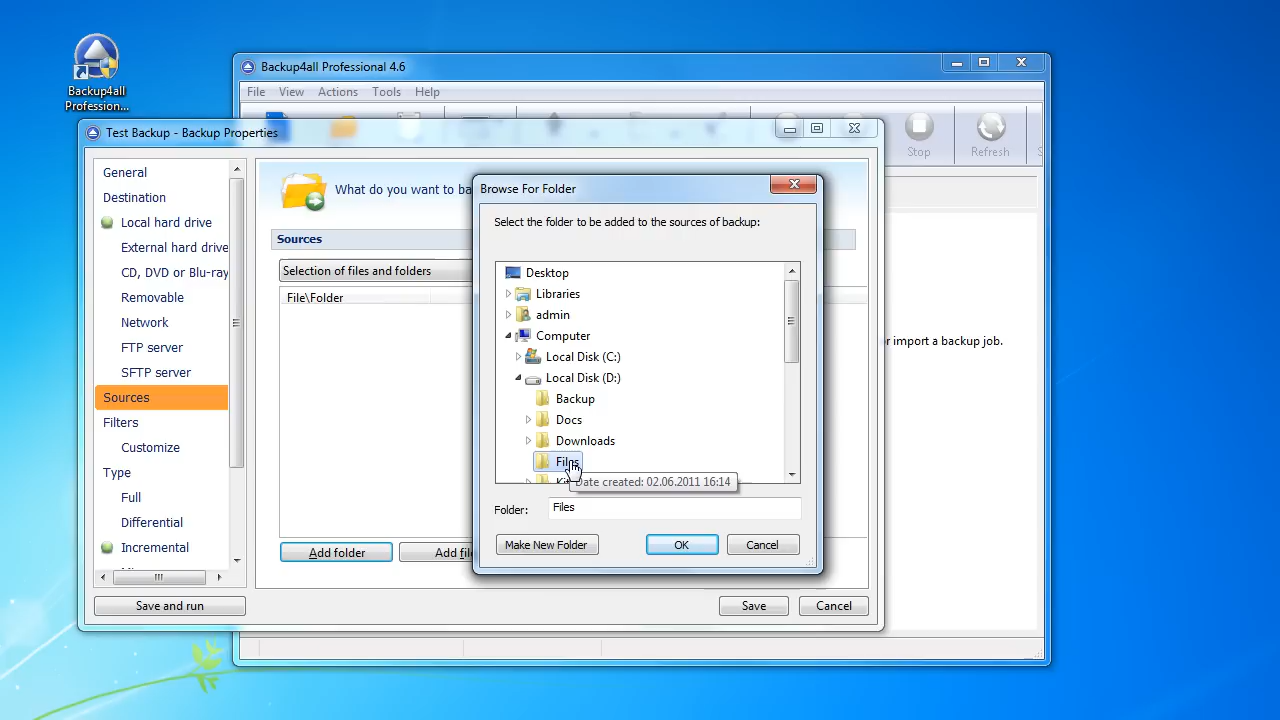 Backup4all
Professional...
Backup4all Professional 4.6
File View Actions Tools Help
Stop
Refresh
Test Backup - Backup Properties
General
Destination
Local hard drive
External hard drive
CD, DVD or Blu-ray
Removable
Network
FTP server
SFTP server
Sources
Filters
Customize
Type
Full
Differential
Incremental
What do you want to ba
Sources
Selection of files and folders
File\Folder
Add folder
Add file
Save and run
Save
Cancel
or import a backup job.
Browse For Folder
Select the folder to be added to the sources of backup:
Desktop
Libraries
admin
Computer
Local Disk (C:)
Local Disk (D:)
Backup
Docs
Downloads
Files
Date created: 02.06.2011 16:14
Folder: Files
Make New Folder
OK
Cancel